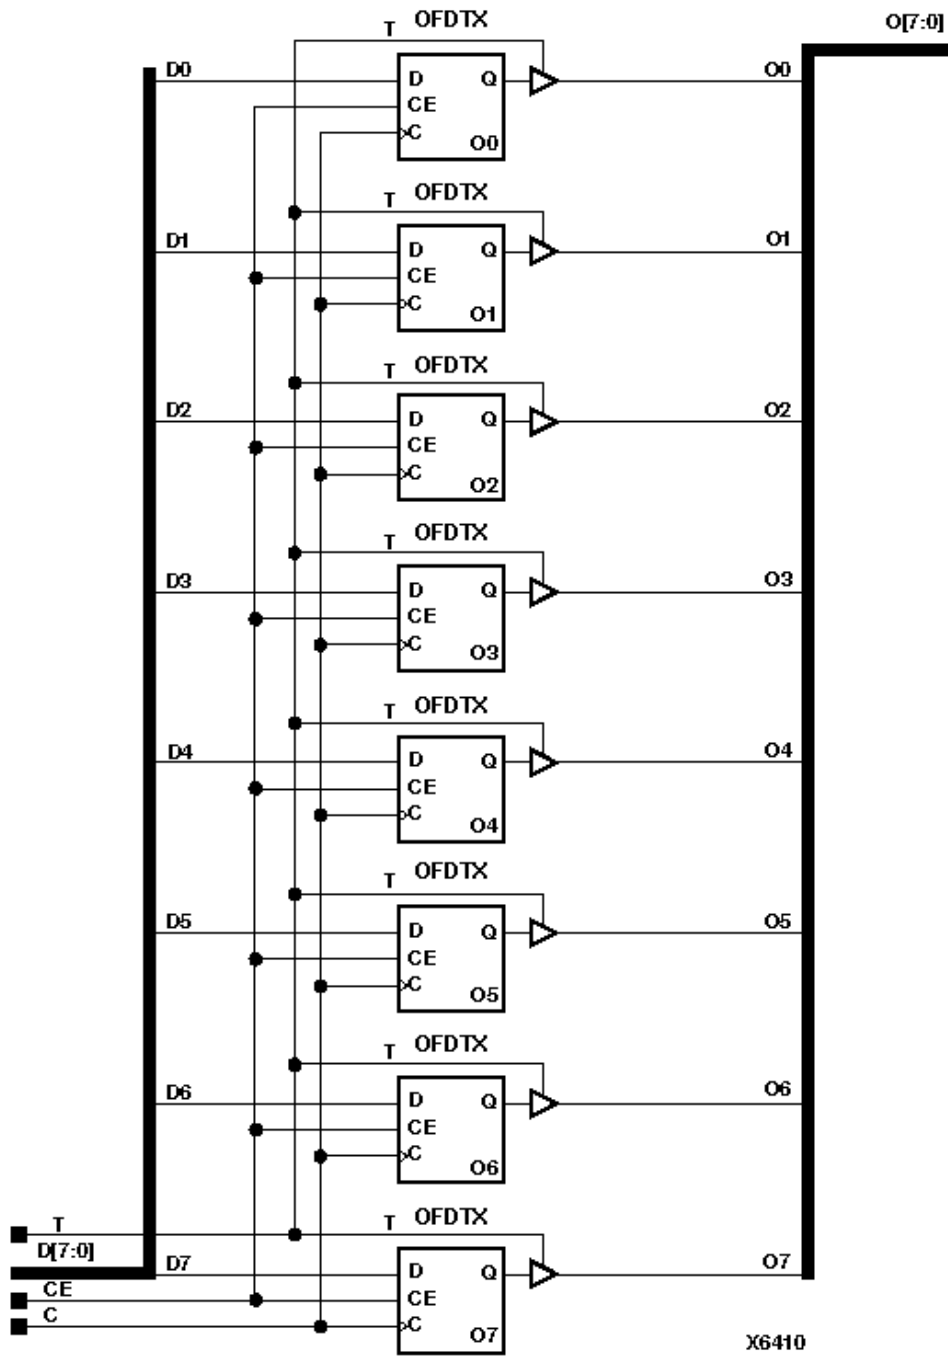 O[7:0]
T OFDTX
D0 D Q O0
CE
C
O0
T OFDTX
D1 D Q O1
CE
C
O1
T OFDTX
D2 D Q O2
CE
C
O2
T OFDTX
D3 D Q O3
CE
C
O3
T OFDTX
D4 D Q O4
CE
C
O4
T OFDTX
D5 D Q O5
CE
C
O5
T OFDTX
D6 D Q O6
CE
C
O6
T T OFDTX
D[7:0]
D7 D Q O7
CE CE
C C
O7
X6410